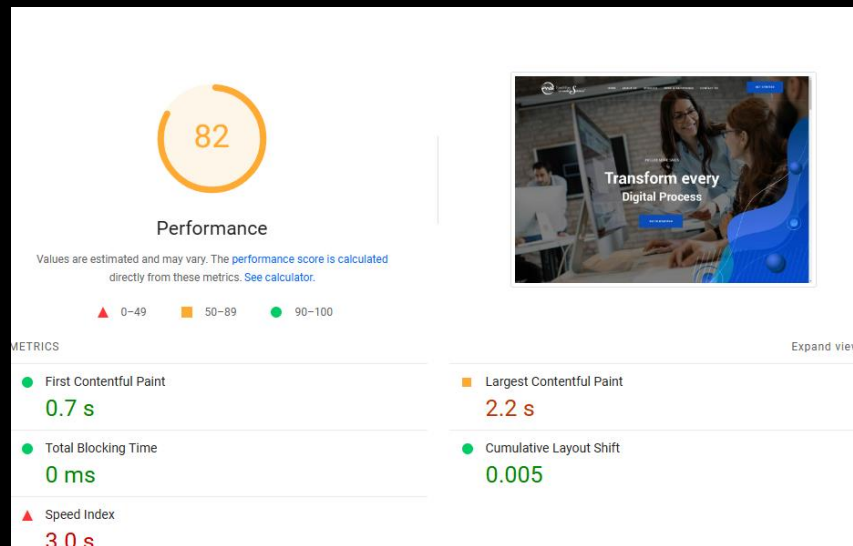 82
Performance
Values are estimated and may vary. The performance score is calculated
directly from these metrics. See calculator.
0–49
50–89
90–100
METRICS
Expand view
First Contentful Paint
0.7 s
Largest Contentful Paint
2.2 s
Total Blocking Time
0 ms
Cumulative Layout Shift
0.005
Speed Index
3.0 s
Transform every
Digital Process